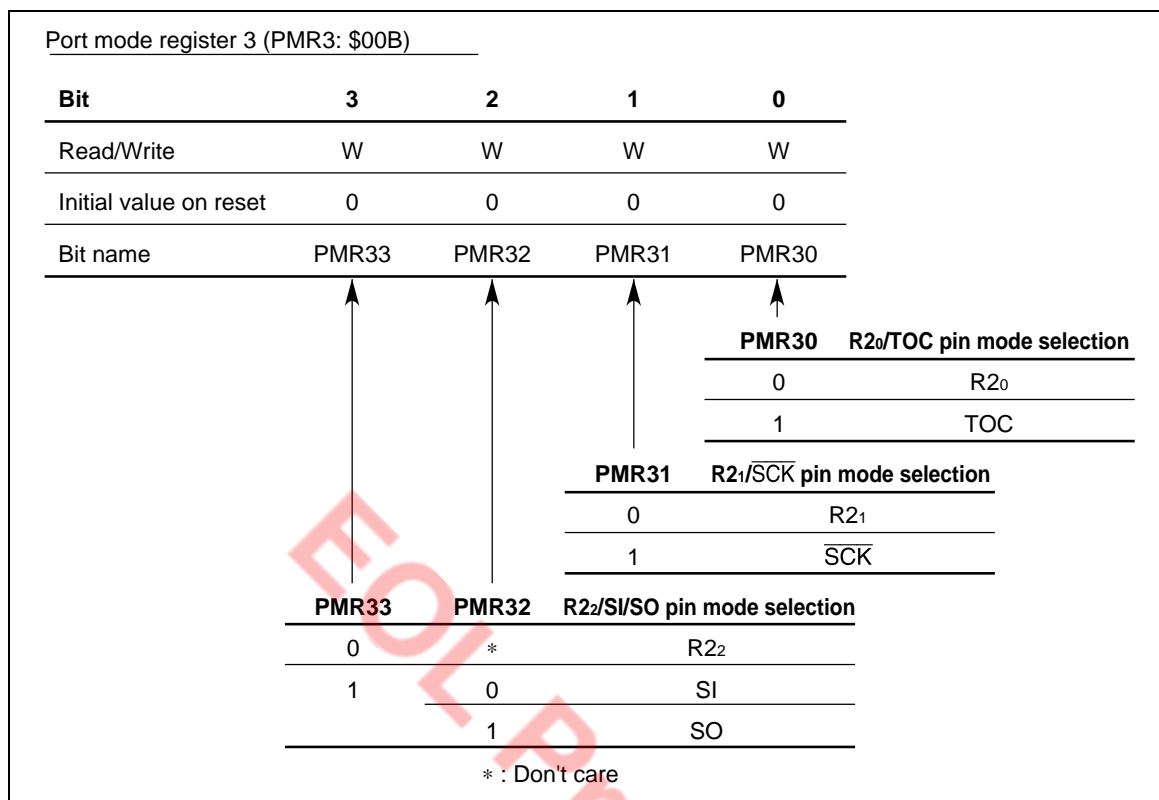 Port mode register 3 (PMR3: $00B)
Bit 3 2 1 0
Read/Write W W W W
Initial value on reset 0 0 0 0
Bit name PMR33 PMR32 PMR31 PMR30
PMR30 R2₀/TOC pin mode selection
0 R2₀
1 TOC
PMR31 R2₁/S̅C̅K̅ pin mode selection
0 R2₁
1 S̅C̅K̅
PMR33 PMR32 R2₂/SI/SO pin mode selection
0 * R2₂
1 0 SI
1 SO
* : Don't care
EOL